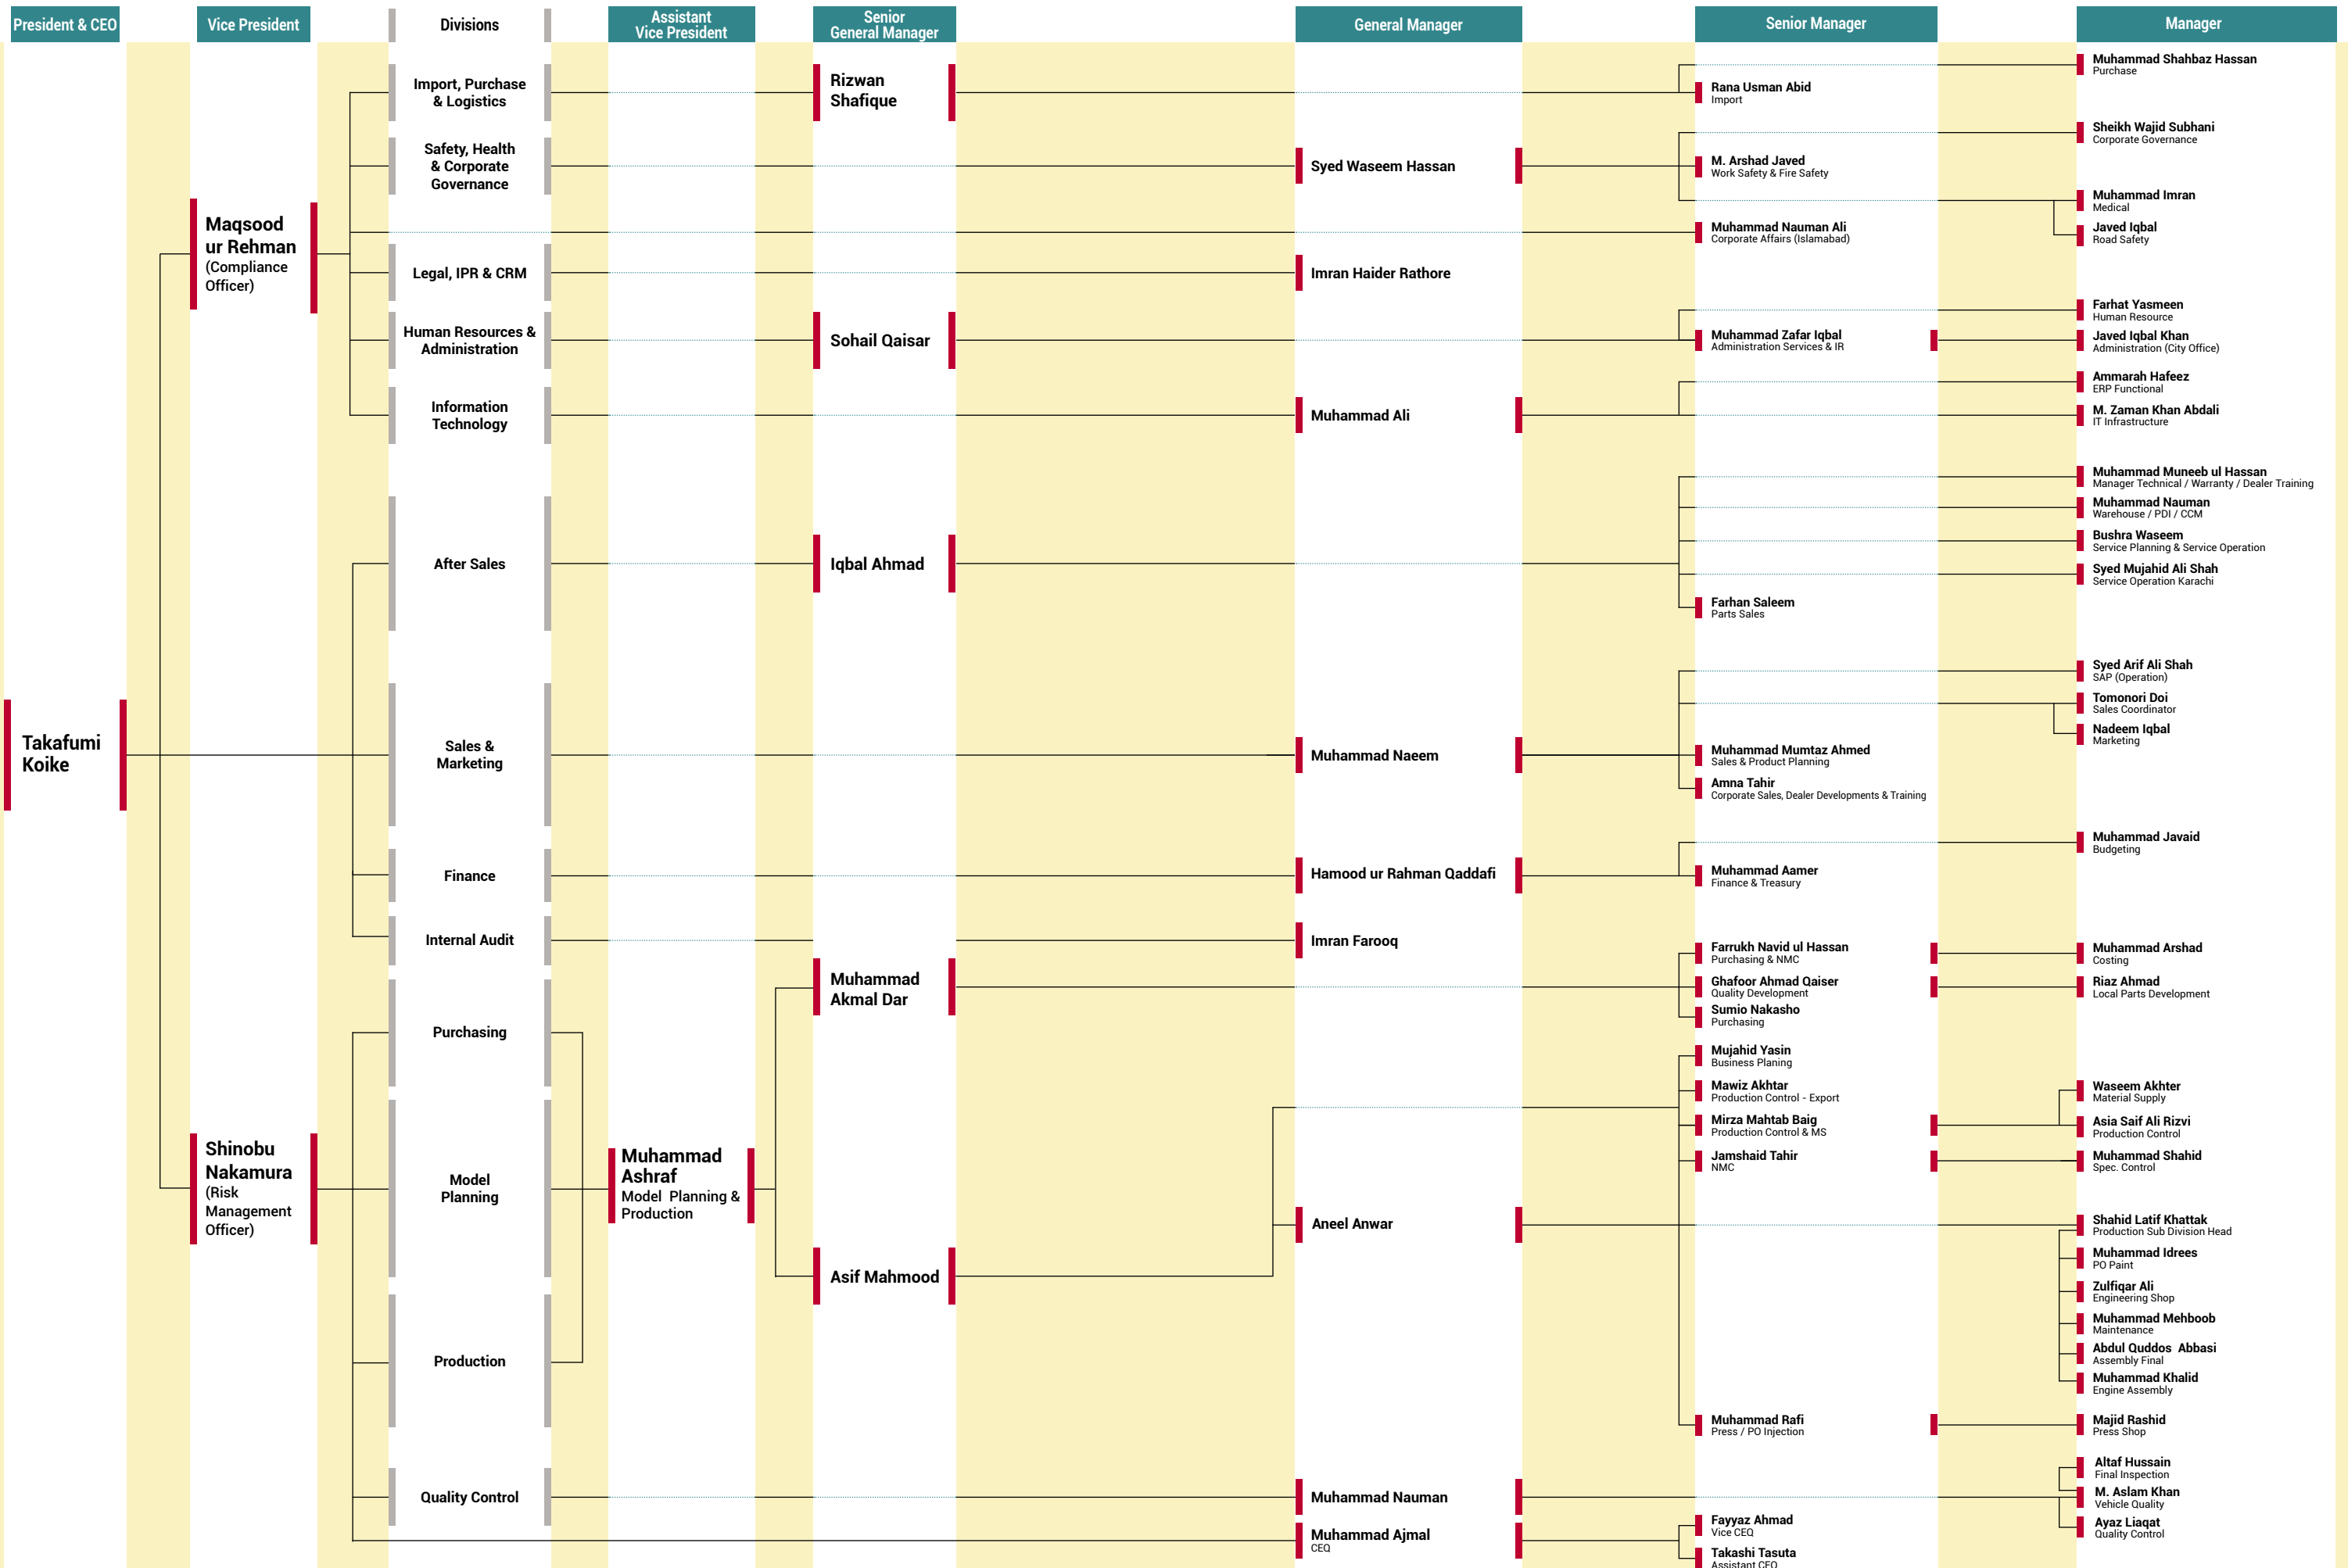 President & CEO
Vice President
Divisions
Assistant
Vice President
Senior
General Manager
General Manager
Senior Manager
Manager
Takafumi
Koike
Maqsood
ur Rehman
(Compliance
Officer)
Shinobu
Nakamura
(Risk
Management
Officer)
Import, Purchase
& Logistics
Safety, Health
& Corporate
Governance
Legal, IPR & CRM
Human Resources &
Administration
Information
Technology
After Sales
Sales &
Marketing
Finance
Internal Audit
Purchasing
Model
Planning
Production
Quality Control
Muhammad
Ashraf
Model Planning &
Production
Rizwan
Shafique
Sohail Qaisar
Iqbal Ahmad
Muhammad
Akmal Dar
Asif Mahmood
Syed Waseem Hassan
Imran Haider Rathore
Muhammad Ali
Muhammad Naeem
Hamood ur Rahman Qaddafi
Imran Farooq
Aneel Anwar
Muhammad Nauman
Muhammad Ajmal
CEQ
Rana Usman Abid
Import
M. Arshad Javed
Work Safety & Fire Safety
Muhammad Nauman Ali
Corporate Affairs (Islamabad)
Muhammad Zafar Iqbal
Administration Services & IR
Farhan Saleem
Parts Sales
Muhammad Mumtaz Ahmed
Sales & Product Planning
Amna Tahir
Corporate Sales, Dealer Developments & Training
Muhammad Aamer
Finance & Treasury
Farrukh Navid ul Hassan
Purchasing & NMC
Ghafoor Ahmad Qaiser
Quality Development
Sumio Nakasho
Purchasing
Mujahid Yasin
Business Planing
Mawiz Akhtar
Production Control - Export
Mirza Mahtab Baig
Production Control & MS
Jamshaid Tahir
NMC
Muhammad Rafi
Press / PO Injection
Fayyaz Ahmad
Vice CEQ
Takashi Tasuta
Assistant CEQ
Muhammad Shahbaz Hassan
Purchase
Sheikh Wajid Subhani
Corporate Governance
Muhammad Imran
Medical
Javed Iqbal
Road Safety
Farhat Yasmeen
Human Resource
Javed Iqbal Khan
Administration (City Office)
Ammarah Hafeez
ERP Functional
M. Zaman Khan Abdali
IT Infrastructure
Muhammad Muneeb ul Hassan
Manager Technical / Warranty / Dealer Training
Muhammad Nauman
Warehouse / PDI / CCM
Bushra Waseem
Service Planning & Service Operation
Syed Mujahid Ali Shah
Service Operation Karachi
Syed Arif Ali Shah
SAP (Operation)
Tomonori Doi
Sales Coordinator
Nadeem Iqbal
Marketing
Muhammad Javaid
Budgeting
Muhammad Arshad
Costing
Riaz Ahmad
Local Parts Development
Waseem Akhter
Material Supply
Asia Saif Ali Rizvi
Production Control
Muhammad Shahid
Spec. Control
Shahid Latif Khattak
Production Sub Division Head
Muhammad Idrees
PO Paint
Zulfiqar Ali
Engineering Shop
Muhammad Mehboob
Maintenance
Abdul Quddos Abbasi
Assembly Final
Muhammad Khalid
Engine Assembly
Majid Rashid
Press Shop
Altaf Hussain
Final Inspection
M. Aslam Khan
Vehicle Quality
Ayaz Liaqat
Quality Control